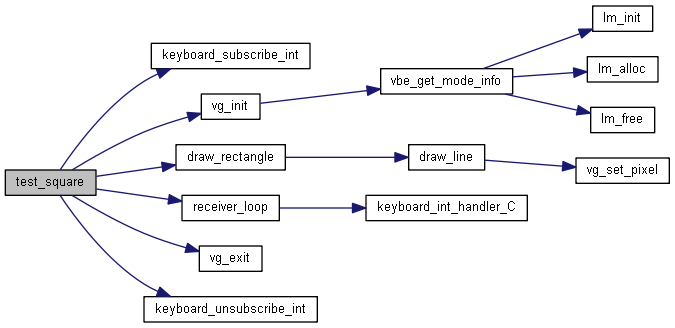 test_square
keyboard_subscribe_int
vg_init
draw_rectangle
receiver_loop
vg_exit
keyboard_unsubscribe_int
vbe_get_mode_info
draw_line
keyboard_int_handler_C
lm_init
lm_alloc
lm_free
vg_set_pixel